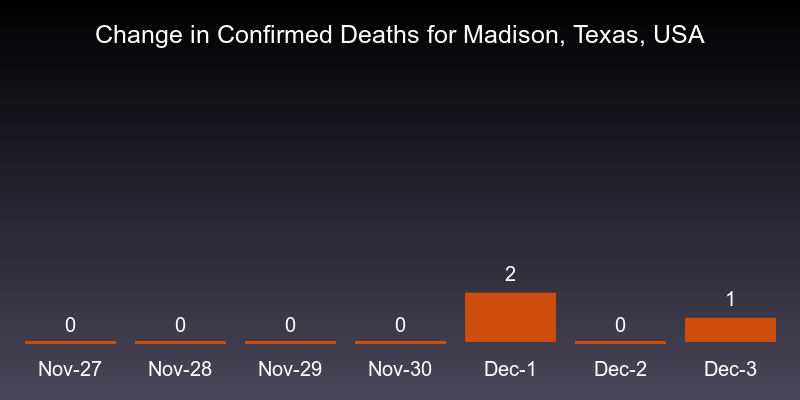 Change in Confirmed Deaths for Madison, Texas, USA
0 0 0 0 2 0 1
Nov-27 Nov-28 Nov-29 Nov-30 Dec-1 Dec-2 Dec-3